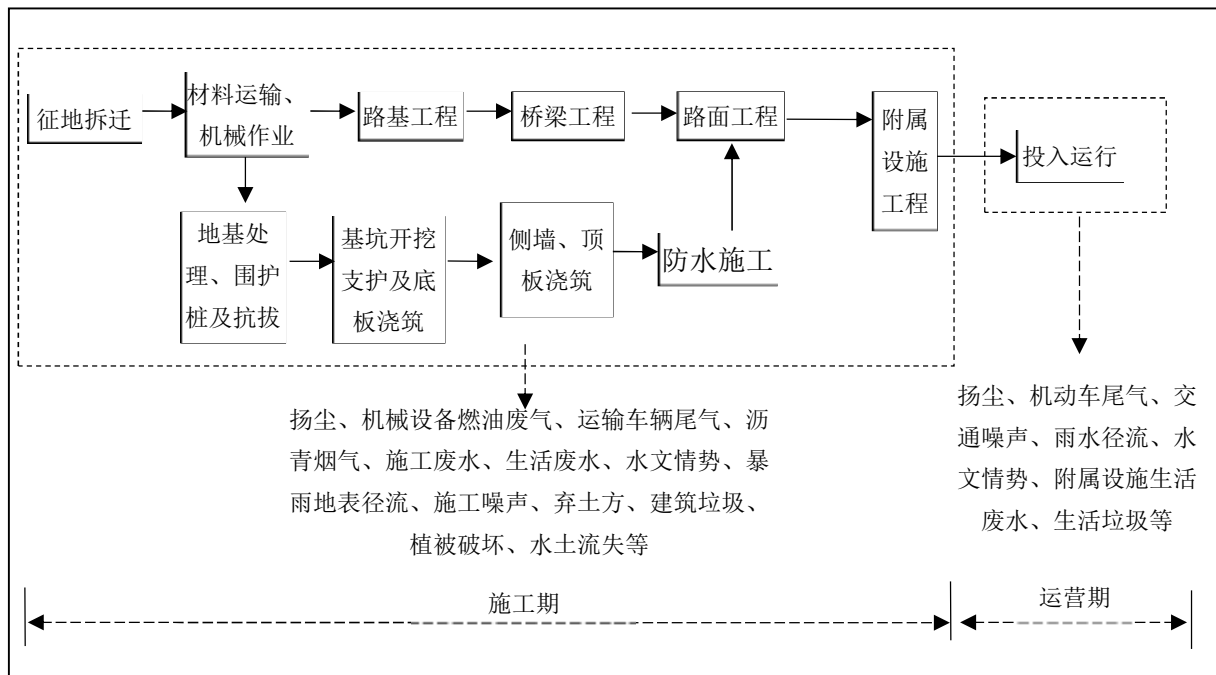 征地拆迁
材料运输、
机械作业
路基工程
桥梁工程
路面工程
附属
设施
工程
投入运行
地基处
理、围护
桩及抗拔
基坑开挖
支护及底
板浇筑
侧墙、顶
板浇筑
防水施工
扬尘、机械设备燃油废气、运输车辆尾气、沥
青烟气、施工废水、生活废水、水文情势、暴
雨地表径流、施工噪声、弃土方、建筑垃圾、
植被破坏、水土流失等
扬尘、机动车尾气、交
通噪声、雨水径流、水
文情势、附属设施生活
废水、生活垃圾等
施工期
运营期